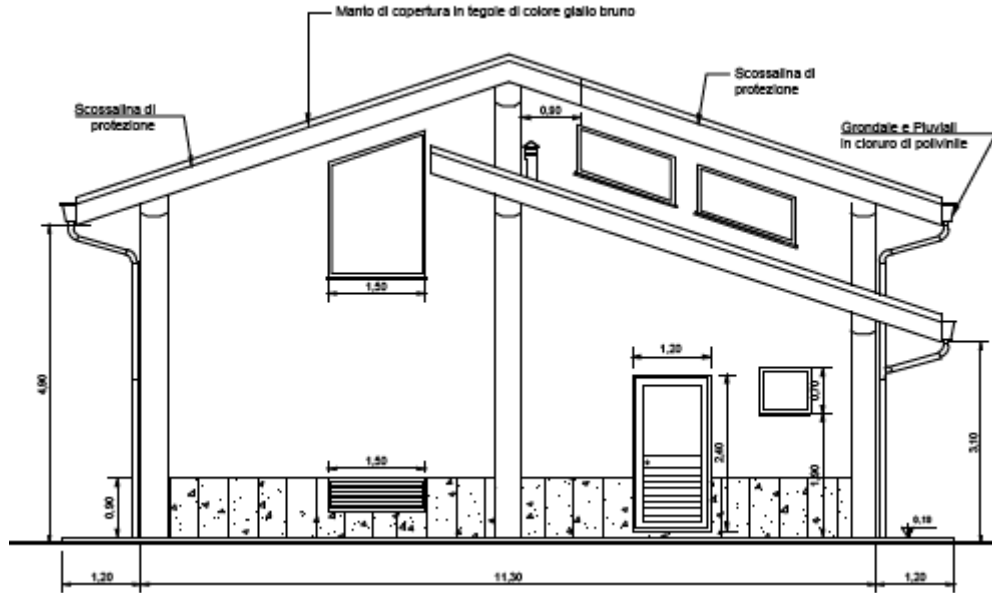 Manto di copertura in tegole di colore giallo bruno
Scossalina di
protezione
Scossalina di
protezione
Grondaie e Pluviali
in cloruro di polivinile
0,90
1,50
1,20
0,70
4,90
2,40
3,10
1,50
1,90
0,90
0,10
1,20
11,30
1,20